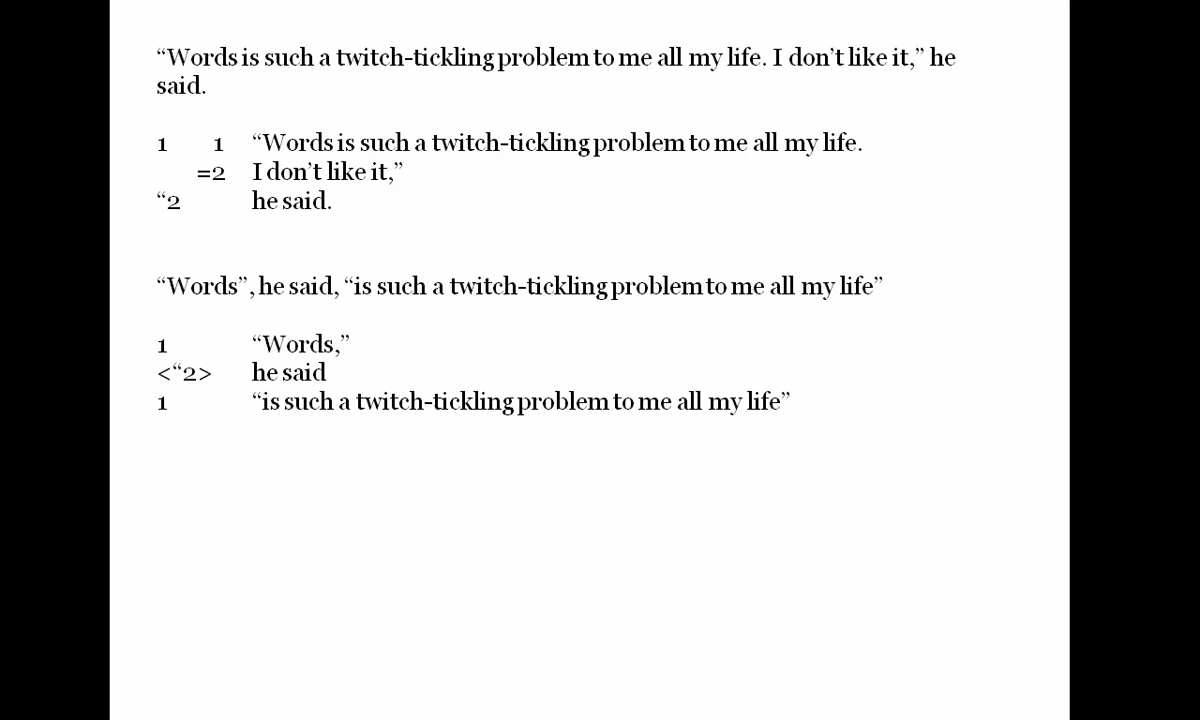 “Words is such a twitch-tickling problem to me all my life. I don’t like it,” he
said.
1 1 “Words is such a twitch-tickling problem to me all my life.
=2 I don’t like it,”
“2 he said.
“Words”, he said, “is such a twitch-tickling problem to me all my life”
1 “Words,”
<“2> he said
1 “is such a twitch-tickling problem to me all my life”